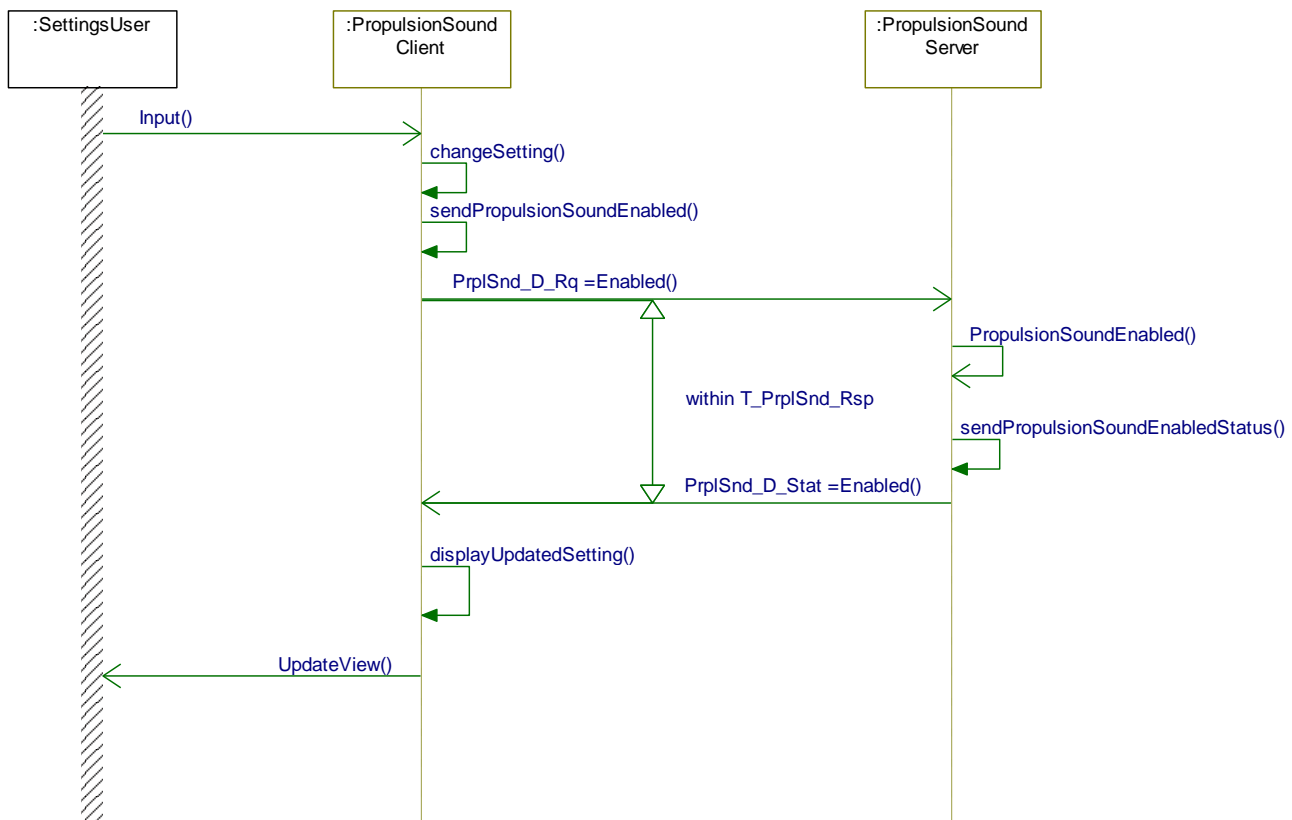 :SettingsUser
:PropulsionSound
Client
:PropulsionSound
Server
Input()
changeSetting()
sendPropulsionSoundEnabled()
PrplSnd_D_Rq =Enabled()
PropulsionSoundEnabled()
within T_PrplSnd_Rsp
sendPropulsionSoundEnabledStatus()
PrplSnd_D_Stat =Enabled()
displayUpdatedSetting()
UpdateView()